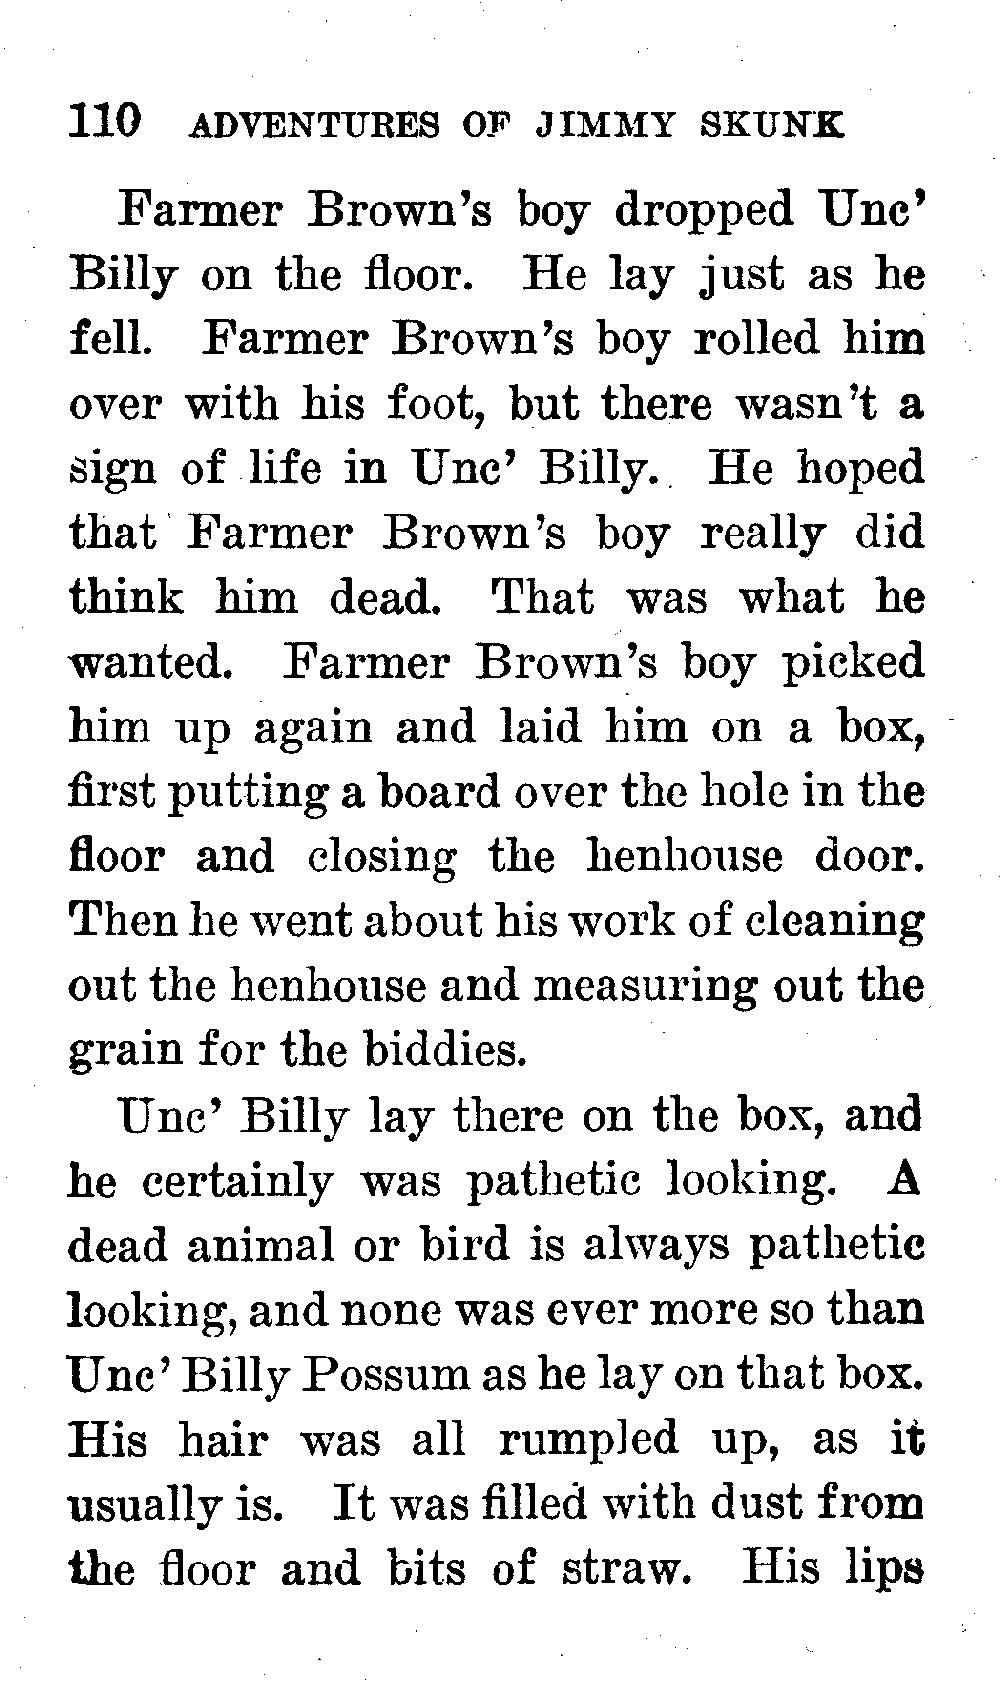 110 ADVENTURES OF JIMMY SKUNK
Farmer Brown's boy dropped Unc'
Billy on the floor. He lay just as he
fell. Farmer Brown's boy rolled him
over with his foot, but there wasn't a
sign of life in Unc' Billy. He hoped
that Farmer Brown's boy really did
think him dead. That was what he
wanted. Farmer Brown's boy picked
him up again and laid him on a box,
first putting a board over the hole in the
floor and closing the henhouse door.
Then he went about his work of cleaning
out the henhouse and measuring out the
grain for the biddies.
Unc' Billy lay there on the box, and
he certainly was pathetic looking. A
dead animal or bird is always pathetic
looking, and none was ever more so than
Unc' Billy Possum as he lay on that box.
His hair was all rumpled up, as it
usually is. It was filled with dust from
the floor and bits of straw. His lips